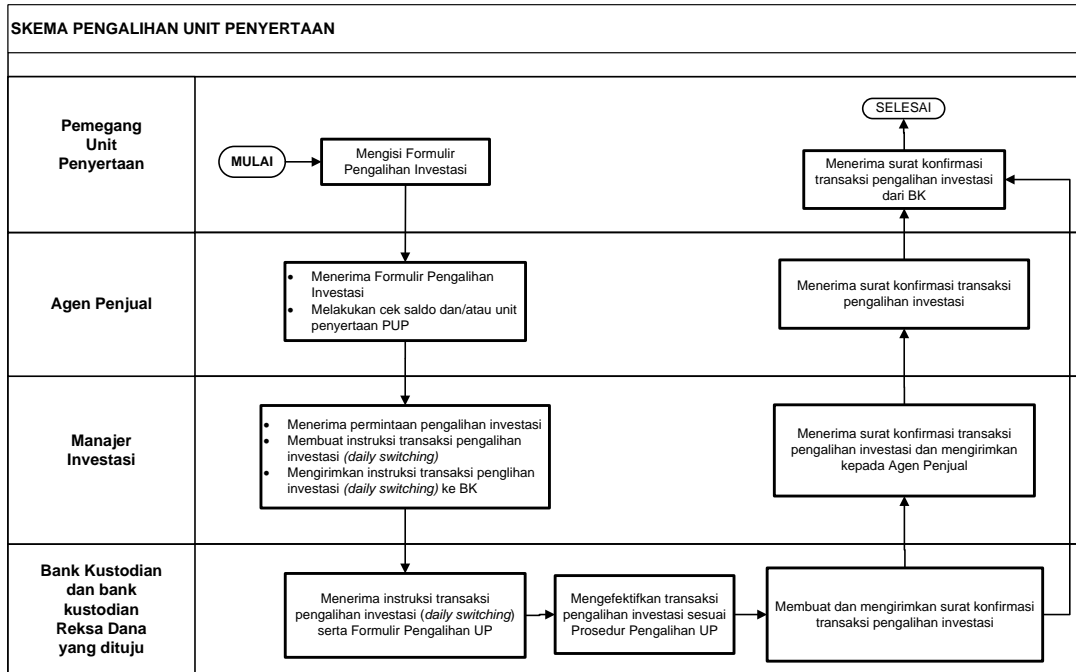 SKEMA PENGALIHAN UNIT PENYERTAAN
Pemegang
Unit
Penyertaan
MULAI
Mengisi Formulir
Pengalihan Investasi
SELESAI
Menerima surat konfirmasi
transaksi pengalihan investasi
dari BK
Agen Penjual
• Menerima Formulir Pengalihan
Investasi
• Melakukan cek saldo dan/atau unit
penyertaan PUP
Menerima surat konfirmasi transaksi
pengalihan investasi
Manajer
Investasi
• Menerima permintaan pengalihan investasi
• Membuat instruksi transaksi pengalihan
investasi (daily switching)
• Mengirimkan instruksi transaksi penglihan
investasi (daily switching) ke BK
Menerima surat konfirmasi transaksi
pengalihan investasi dan mengirimkan
kepada Agen Penjual
Bank Kustodian
dan bank
kustodian
Reksa Dana
yang dituju
Menerima instruksi transaksi
pengalihan investasi (daily switching)
serta Formulir Pengalihan UP
Mengefektifkan transaksi
pengalihan investasi sesuai
Prosedur Pengalihan UP
Membuat dan mengirimkan surat konfirmasi
transaksi pengalihan investasi